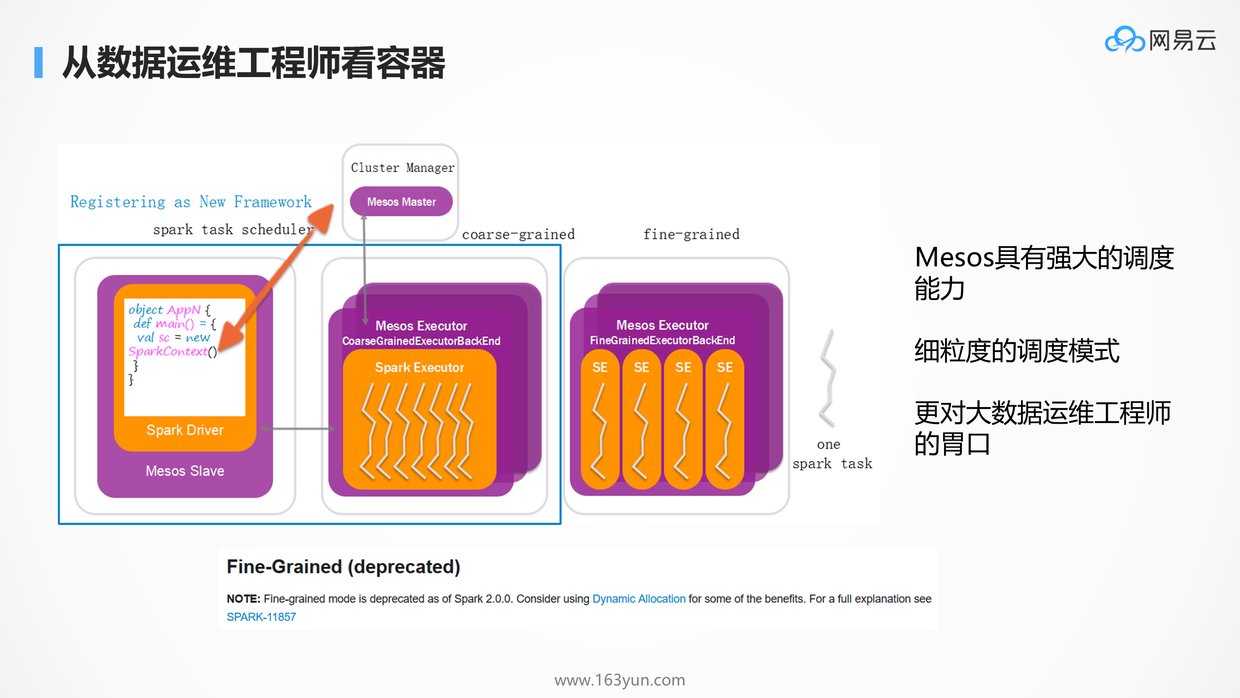 网易云
从数据运维工程师看容器
Cluster Manager
Mesos Master
Registering as New Framework
spark task scheduler
coarse-grained
fine-grained
object AppN {
def main() = {
val sc = new
SparkContext()
}
}
Spark Driver
Mesos Slave
Mesos Executor
CoarseGrainedExecutorBackEnd
Spark Executor
Mesos Executor
FineGrainedExecutorBackEnd
SE SE SE SE
one
spark task
Mesos具有强大的调度
能力
细粒度的调度模式
更对大数据运维工程师
的胃口
Fine-Grained (deprecated)
NOTE: Fine-grained mode is deprecated as of Spark 2.0.0. Consider using Dynamic Allocation for some of the benefits. For a full explanation see
SPARK-11857
www.163yun.com